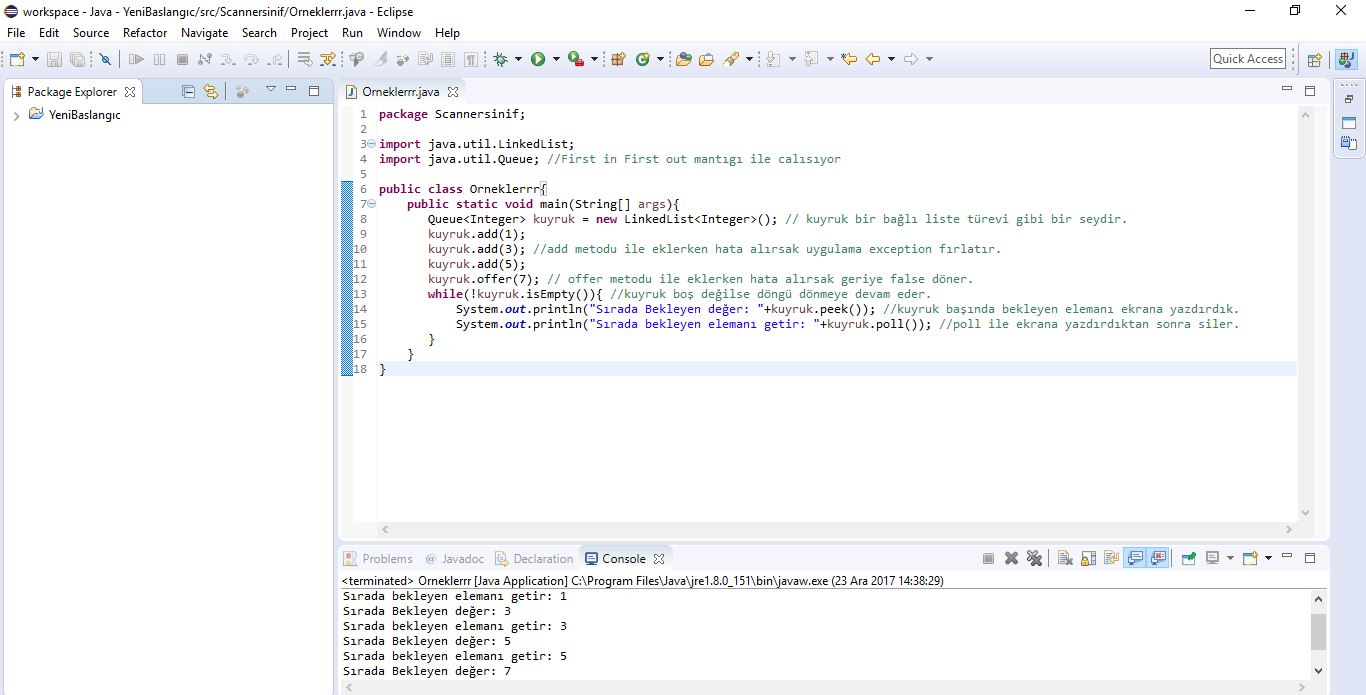 workspace - Java - YeniBaslangıc/src/Scannersinif/Orneklerrr.java - Eclipse
File Edit Source Refactor Navigate Search Project Run Window Help
Quick Access
Package Explorer
YeniBaslangıc
Orneklerrr.java
1 package Scannersinif;
2
3 import java.util.LinkedList;
4 import java.util.Queue; //First in First out mantıgı ile calısıyor
5
6 public class Orneklerrr{
7 public static void main(String[] args){
8 Queue<Integer> kuyruk = new LinkedList<Integer>(); // kuyruk bir bağlı liste türevi gibi bir seydir.
9 kuyruk.add(1);
10 kuyruk.add(3); //add metodu ile eklerken hata alırsak uygulama exception fırlatır.
11 kuyruk.add(5);
12 kuyruk.offer(7); // offer metodu ile eklerken hata alırsak geriye false döner.
13 while(!kuyruk.isEmpty()){ //kuyruk boş değilse döngü dönmeye devam eder.
14 System.out.println("Sırada Bekleyen değer: "+kuyruk.peek()); //kuyruk başında bekleyen elemanı ekrana yazdırdık.
15 System.out.println("Sırada bekleyen elemanı getir: "+kuyruk.poll()); //poll ile ekrana yazdırdıktan sonra siler.
16 }
17 }
18 }
Problems Javadoc Declaration Console
<terminated> Orneklerrr [Java Application] C:\Program Files\Java\jre1.8.0_151\bin\javaw.exe (23 Ara 2017 14:38:29)
Sırada bekleyen elemanı getir: 1
Sırada Bekleyen değer: 3
Sırada bekleyen elemanı getir: 3
Sırada Bekleyen değer: 5
Sırada bekleyen elemanı getir: 5
Sırada Bekleyen değer: 7